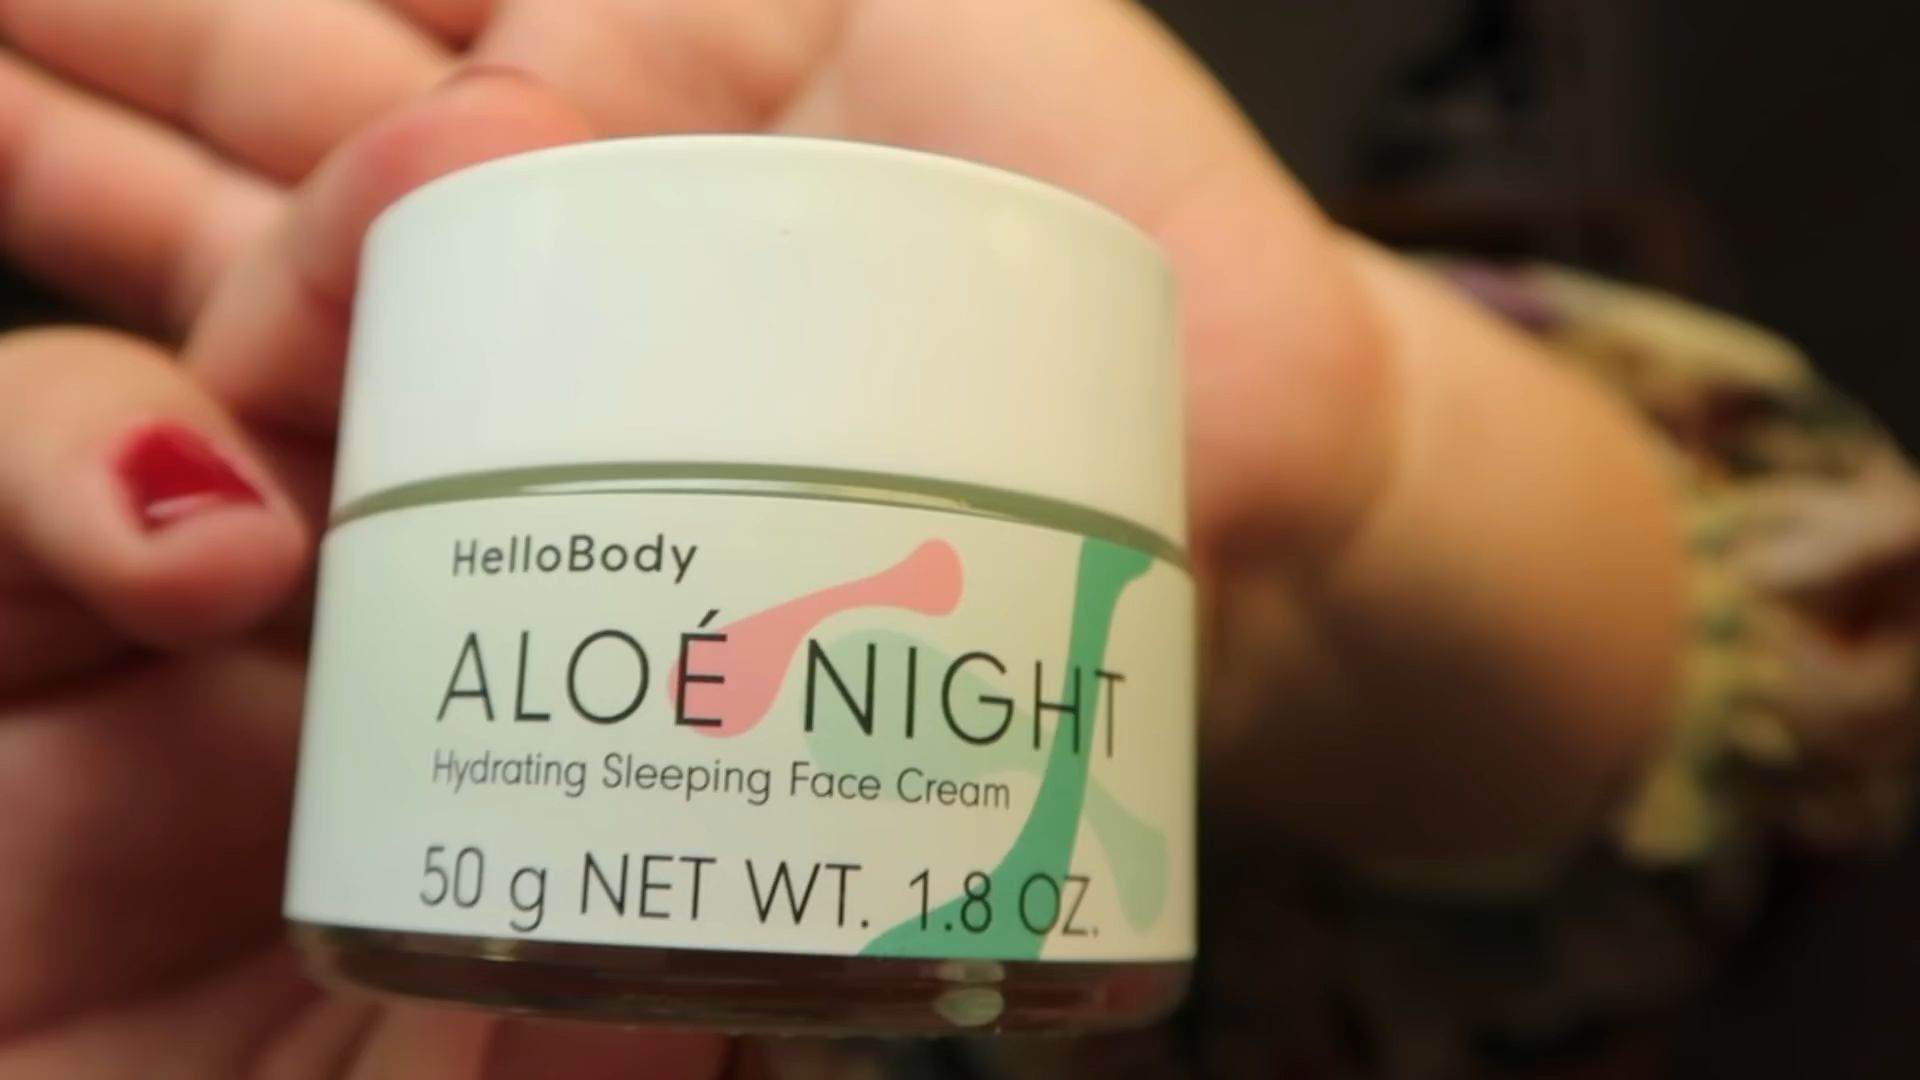 HelloBody
ALOÉ NIGHT
Hydrating Sleeping Face Cream
50 g NET WT. 1.8 OZ.